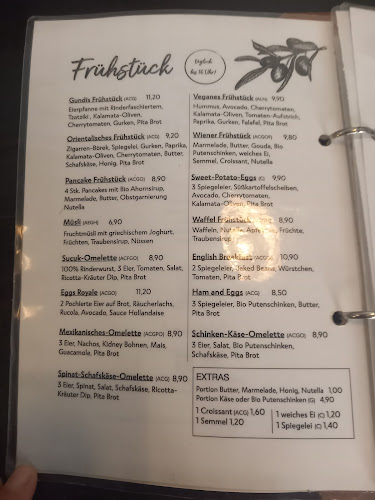 Frühstück
täglich
bis 16 Uhr!
Gundis Frühstück (ACG) 11,20
Eierpfanne mit Rinderfaschiertem,
Tsatziki , Kalamata-Oliven,
Cherrytomaten, Gurken, Pita Brot
Orientalisches Frühstück (ACG) 9,20
Ziegarren-Börek, Spiegelei, Gurken, Paprika,
Kalamata-Oliven, Cherrytomaten, Butter,
Schafskäse, Honig, Pita Brot
Pancake Frühstück (ACG) 8,90
4 Stk. Pancakes mit Bio Ahornsirup,
Marmelade, Butter, Obstgarnierung
Nutella
Müsli 6,90
Fruchtmüsli mit griechischem Joghurt,
Früchten, Traubensirup, Nüssen
Sucuk-Omelette (ACGO) 8,90
100% Rinderwurst, 3 Eier, Tomaten, Salat,
Ricotta-Kräuter Dip, Pita Brot
Eggs Royale (ACG) 11,20
2 Pochierte Eier auf Brot, Räucherlachs,
Rucola, Avocado, Sauce Hollandaise
Mexikanisches-Omelette (ACFG) 8,90
3 Eier, Nachos, Kidney Bohnen, Mais,
Guacamole, Pita Brot
Spinat-Schafskäse-Omelette (ACFG) 8,90
3 Eier, Spinat, Salat, Schafskäse, Ricotta-
Kräuter Dip, Pita Brot
Veganes Frühstück 9,90
Hummus, Avocado, Cherrytomaten,
Kalamata-Oliven, Tomaten-Aufstrich,
Paprika, Gurken, Falafel, Pita Brot
Wiener Frühstück 9,80
Marmelade, Butter, Gouda, Bio
Putenschinken, weiches Ei,
Semmel, Croissant, Nutella
Sweet-Potato-Eggs (C) 9,90
3 Spiegeleier, Süßkartoffelscheiben,
Avocado, Cherrytomaten,
Kalamata-Oliven, Pita Brot
Waffel Frühstück 8,90
Waffeln, Nutella, Früchte,
Traubensirup
English Breakfast 10,90
2 Spiegeleier, Baked Beans, Würstchen,
Tomaten, Pita Brot
Ham and Eggs (ACG) 8,50
3 Spiegeleier, Bio Putenschinken, Butter,
Pita Brot
Schinken-Käse-Omelette (ACG) 8,90
3 Eier, Salat, Bio Putenschinken,
Schafskäse, Pita Brot
EXTRAS
Portion Butter, Marmelade, Honig, Nutella 1,00
Portion Käse oder Bio Putenschinken (G) 4,90
1 Croissant (ACG) 1,60 1 weiches Ei (C) 1,20
1 Semmel 1,20 1 Spiegelei (C) 1,40